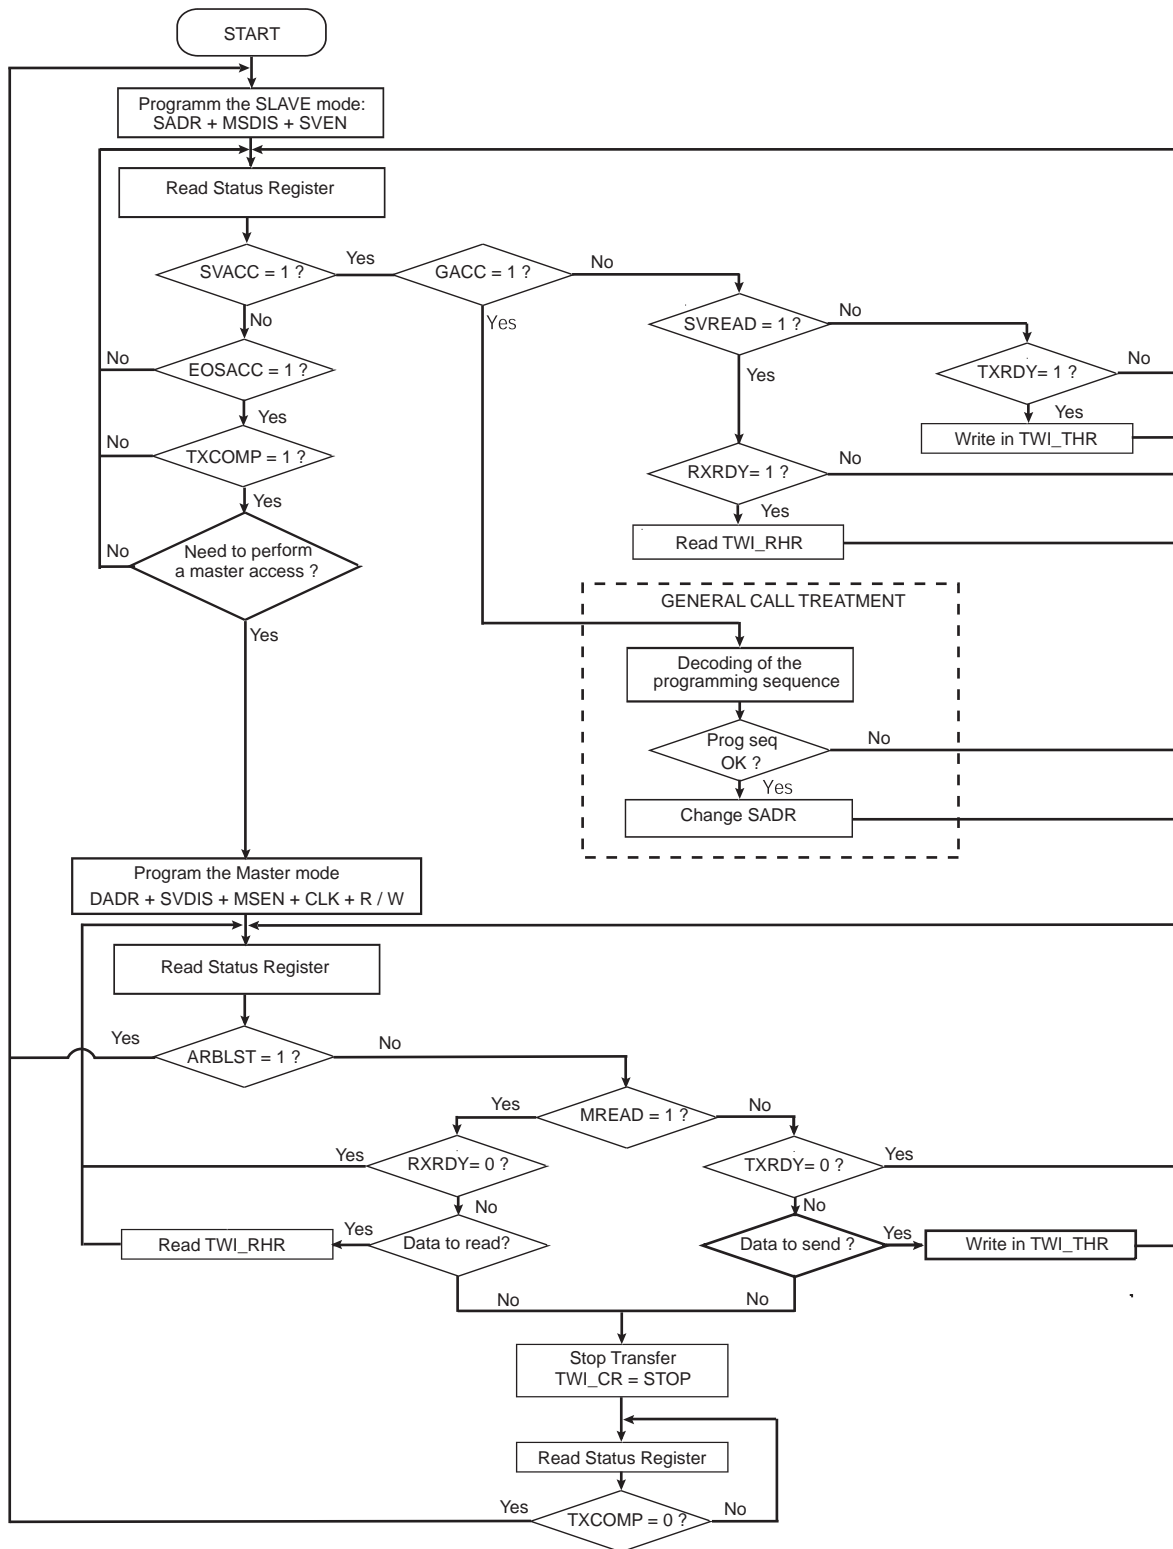 START
Programm the SLAVE mode:
SADR + MSDIS + SVEN
Read Status Register
SVACC = 1 ?
Yes
GACC = 1 ?
No
No
Yes
SVREAD = 1 ?
No
No
EOSACC = 1 ?
Yes
Yes
TXRDY= 1 ?
No
Yes
Write in TWI_THR
No
TXCOMP = 1 ?
Yes
RXRDY= 1 ?
No
Yes
Read TWI_RHR
No
Need to perform
a master access ?
Yes
GENERAL CALL TREATMENT
Decoding of the
programming sequence
Prog seq
OK ?
No
Yes
Change SADR
Program the Master mode
DADR + SVDIS + MSEN + CLK + R / W
Read Status Register
Yes
ARBLST = 1 ?
No
Yes
MREAD = 1 ?
No
Yes
RXRDY= 0 ?
TXRDY= 0 ?
Yes
No
No
Read TWI_RHR
Yes
Data to read?
Data to send ?
Yes
Write in TWI_THR
No
No
Stop Transfer
TWI_CR = STOP
Read Status Register
Yes
TXCOMP = 0 ?
No